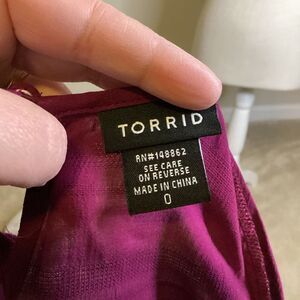 TORRID
RN#148862
SEE CARE
ON REVERSE
MADE IN CHINA
0